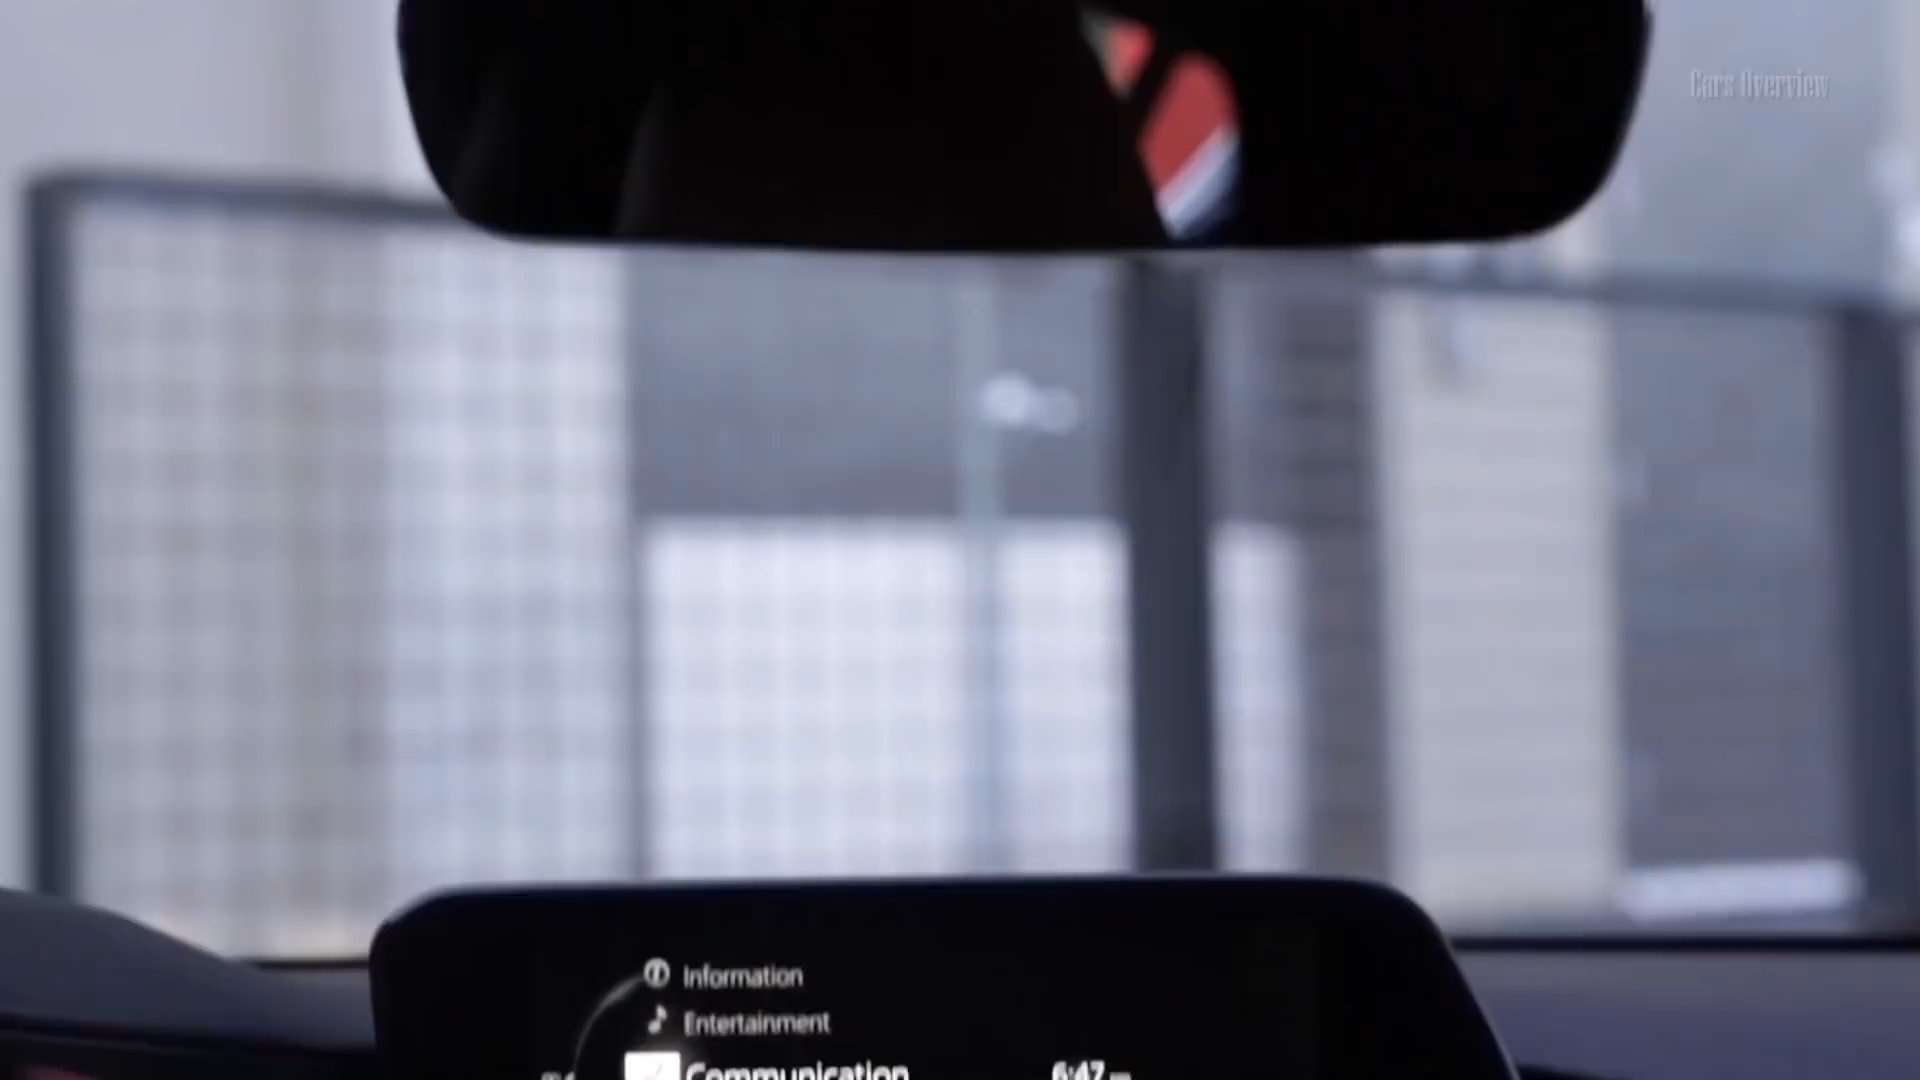 Cars Overview
Information
Entertainment
Communication
6:47